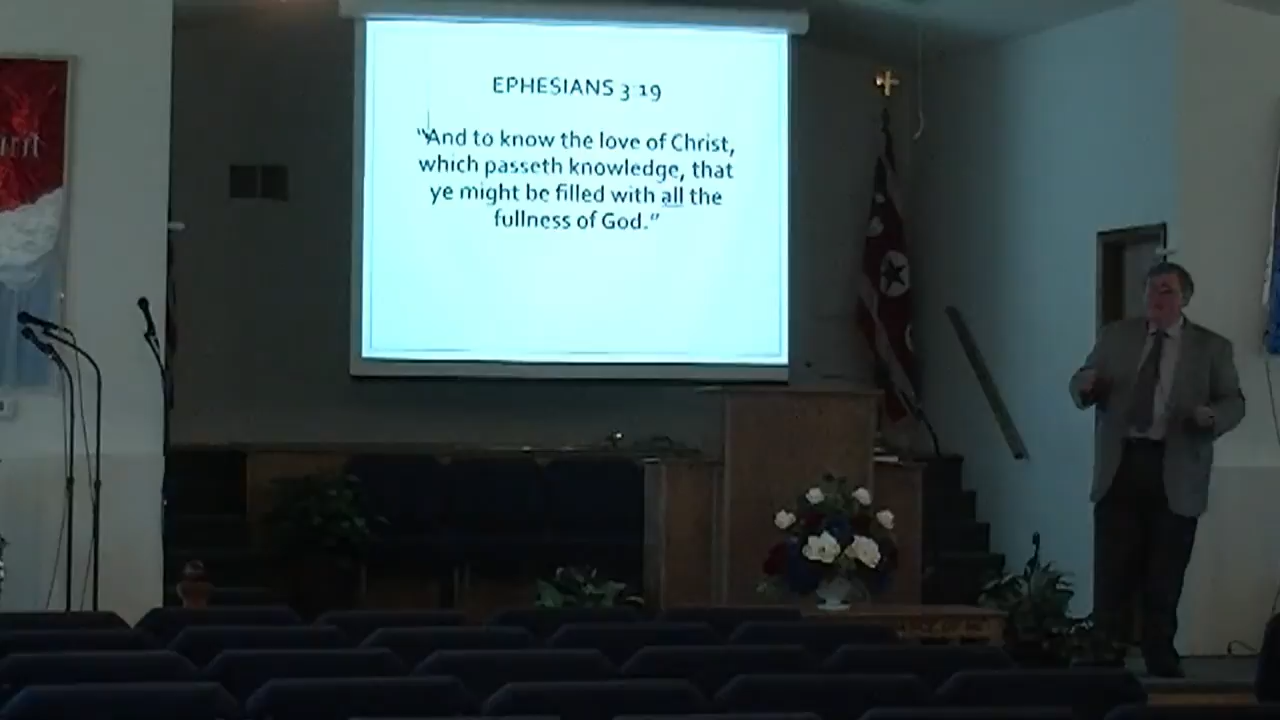 EPHESIANS 3 19
“And to know the love of Christ,
which passeth knowledge, that
ye might be filled with all the
fullness of God.”